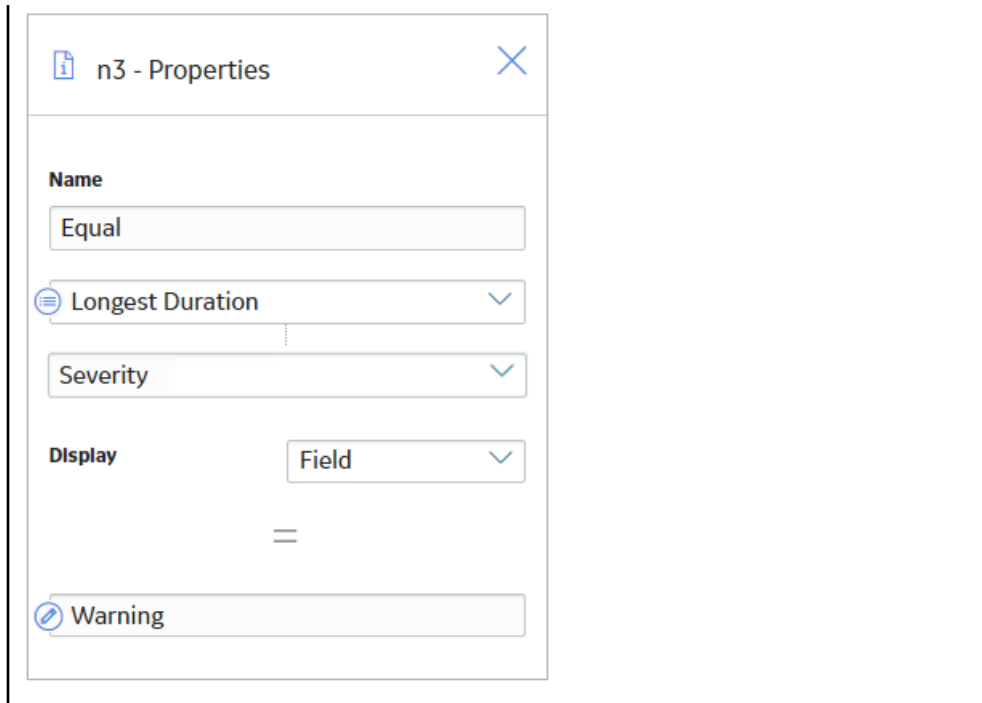 n3 - Properties
Name
Equal
Longest Duration
Severity
DIsplay
Field
=
Warning